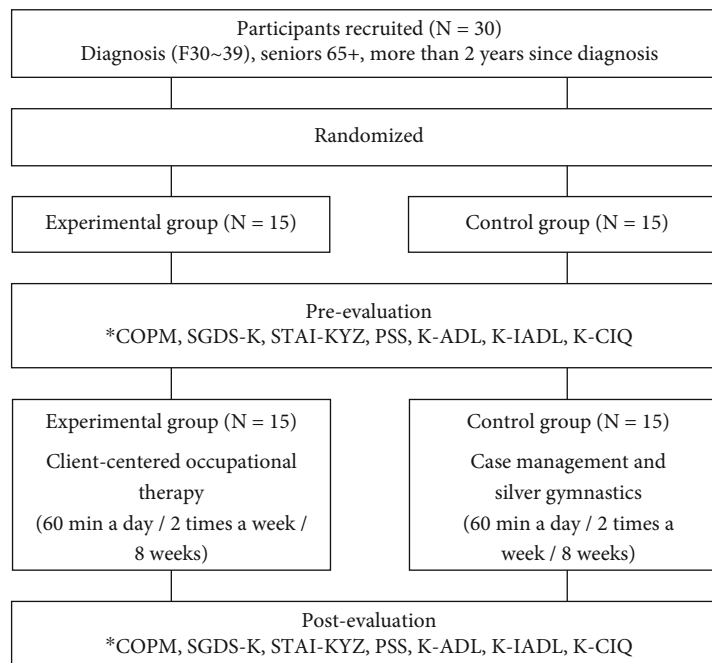 Participants recruited (N = 30)
Diagnosis (F30~39), seniors 65+, more than 2 years since diagnosis
Randomized
Experimental group (N = 15)
Control group (N = 15)
Pre-evaluation
*COPM, SGDS-K, STAI-KYZ, PSS, K-ADL, K-IADL, K-CIQ
Experimental group (N = 15)
Client-centered occupational
therapy
(60 min a day / 2 times a week /
8 weeks)
Control group (N = 15)
Case management and
silver gymnastics
(60 min a day / 2 times a
week / 8 weeks)
Post-evaluation
*COPM, SGDS-K, STAI-KYZ, PSS, K-ADL, K-IADL, K-CIQ